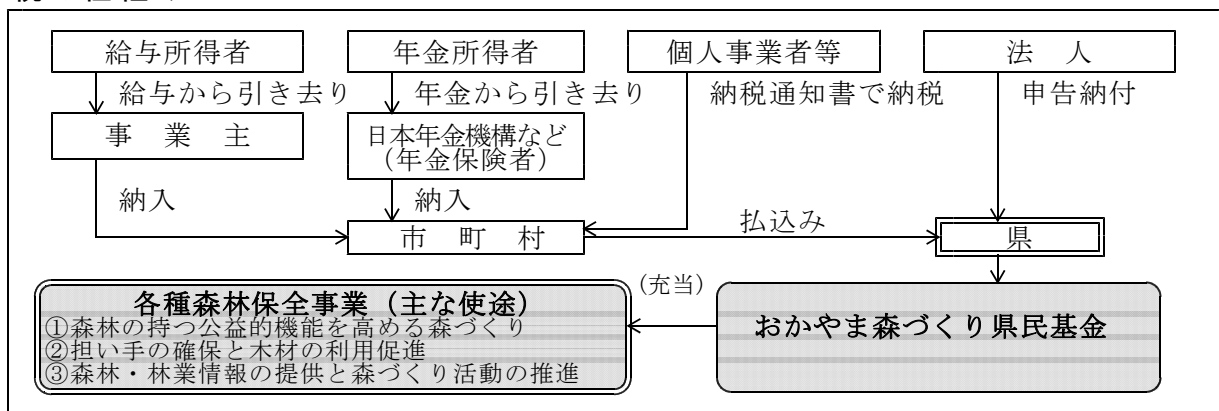 給与所得者
年金所得者
個人事業者等
法 人
給与から引き去り
年金から引き去り
納税通知書で納税
申告納付
事 業 主
日本年金機構など
(年金保険者)
納入
納入
払込み
市 町 村
県
各種森林保全事業(主な使途)
①森林の持つ公益的機能を高める森づくり
②担い手の確保と木材の利用促進
③森林・林業情報の提供と森づくり活動の推進
(充当)
おかやま森づくり県民基金